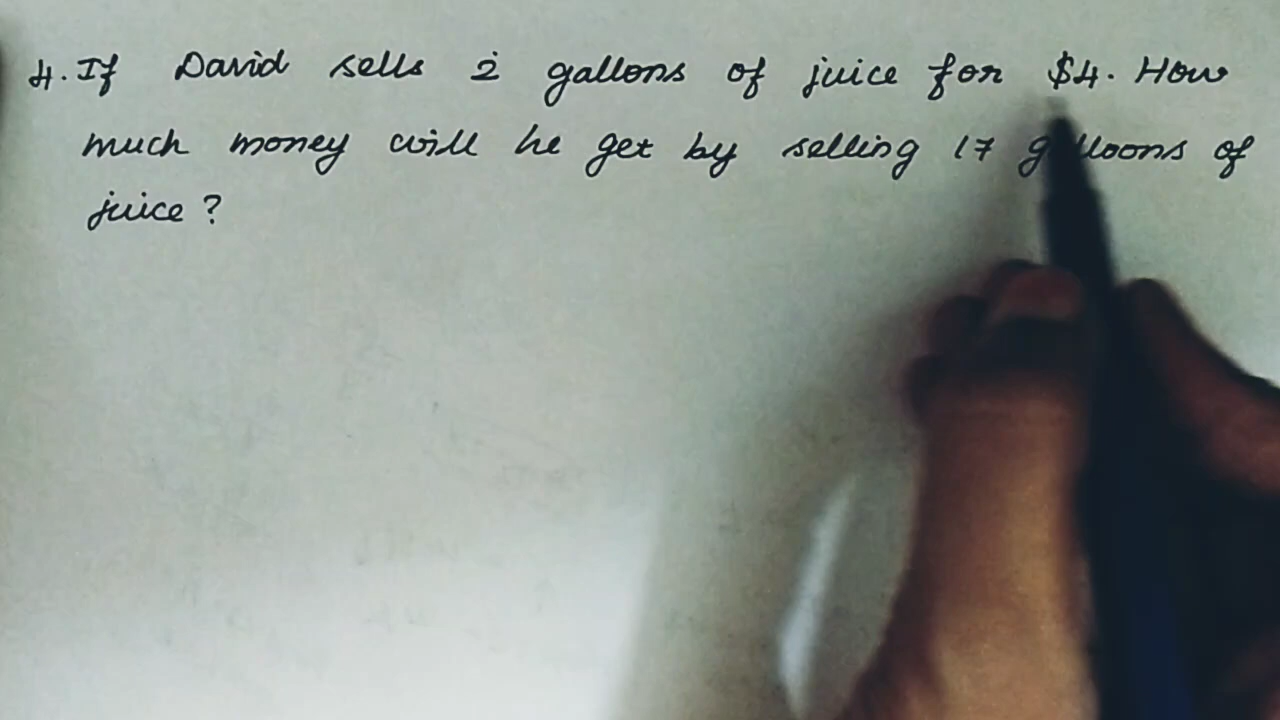 4. If David sells 2 gallons of juice for $4. How
much money will he get by selling 17 galloons of
juice?